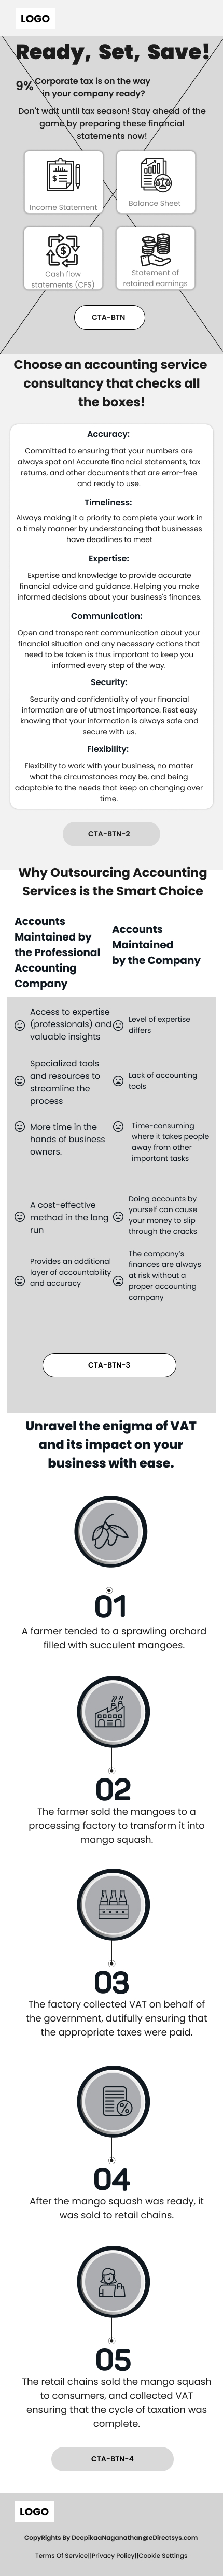 LOGO
Ready, Set, Save!
9% Corporate tax is on the way
in your company ready?
Don't wait until tax season! Stay ahead of the
game by preparing these financial
statements now!
Income Statement
Balance Sheet
Cash flow
statements (CFS)
Statement of
retained earnings
CTA-BTN
Choose an accounting service
consultancy that checks all
the boxes!
Accuracy:
Committed to ensuring that your numbers are
always spot on! Accurate financial statements, tax
returns, and other documents that are error-free
and ready to use.
Timeliness:
Always making it a priority to complete your work in
a timely manner by understanding that businesses
have deadlines to meet
Expertise:
Expertise and knowledge to provide accurate
financial advice and guidance. Helping you make
informed decisions about your business's finances.
Communication:
Open and transparent communication about your
financial situation and any necessary actions that
need to be taken is thus important to keep you
informed every step of the way.
Security:
Security and confidentiality of your financial
information are of utmost importance. Rest easy
knowing that your information is always safe and
secure with us.
Flexibility:
Flexibility to work with your business, no matter
what the circumstances may be, and being
adaptable to the needs that keep on changing over
time.
CTA-BTN-2
Why Outsourcing Accounting
Services is the Smart Choice
Accounts
Maintained by
the Professional
Accounting
Company
Accounts
Maintained
by the Company
Access to expertise
(professionals) and
valuable insights
Level of expertise
differs
Specialized tools
and resources to
streamline the
process
Lack of accounting
tools
More time in the
hands of business
owners.
Time-consuming
where it takes people
away from other
important tasks
A cost-effective
method in the long
run
Doing accounts by
yourself can cause
your money to slip
through the cracks
Provides an additional
layer of accountability
and accuracy
The company's
finances are always
at risk without a
proper accounting
company
CTA-BTN-3
Unravel the enigma of VAT
and its impact on your
business with ease.
01
A farmer tended to a sprawling orchard
filled with succulent mangoes.
02
The farmer sold the mangoes to a
processing factory to transform it into
mango squash.
03
The factory collected VAT on behalf of
the government, dutifully ensuring that
the appropriate taxes were paid.
04
After the mango squash was ready, it
was sold to retail chains.
05
The retail chains sold the mango squash
to consumers, and collected VAT
ensuring that the cycle of taxation was
complete.
CTA-BTN-4
LOGO
CopyRights By DeepikaaNaganathan@eDirectsys.com
Terms Of Service||Privacy Policy||Cookie Settings